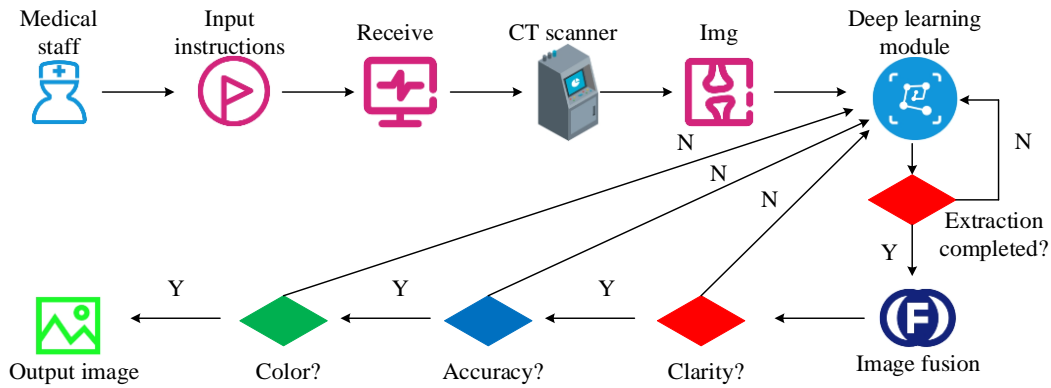 Medical
staff
Input
instructions
Receive
CT scanner
Img
Deep learning
module
N
N
N
N
Extraction
completed?
Y
Y
Y
Y
F
Output image
Color?
Accuracy?
Clarity?
Image fusion